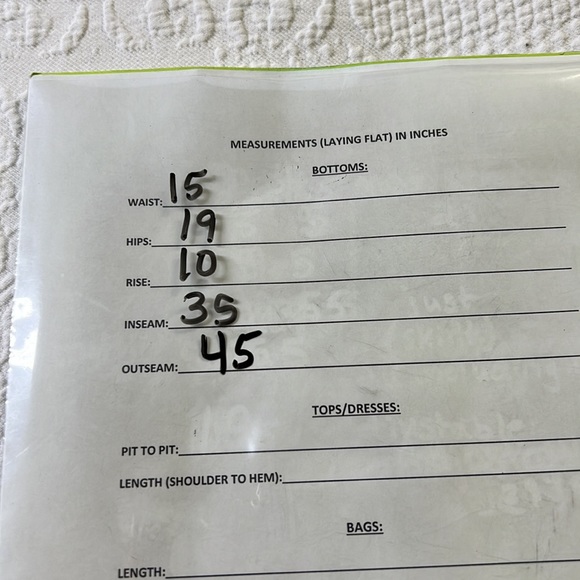 MEASUREMENTS (LAYING FLAT) IN INCHES
BOTTOMS:
WAIST: 15
HIPS: 19
RISE: 10
INSEAM: 35
OUTSEAM: 45
TOPS/DRESSES:
PIT TO PIT:
LENGTH (SHOULDER TO HEM):
BAGS:
LENGTH: